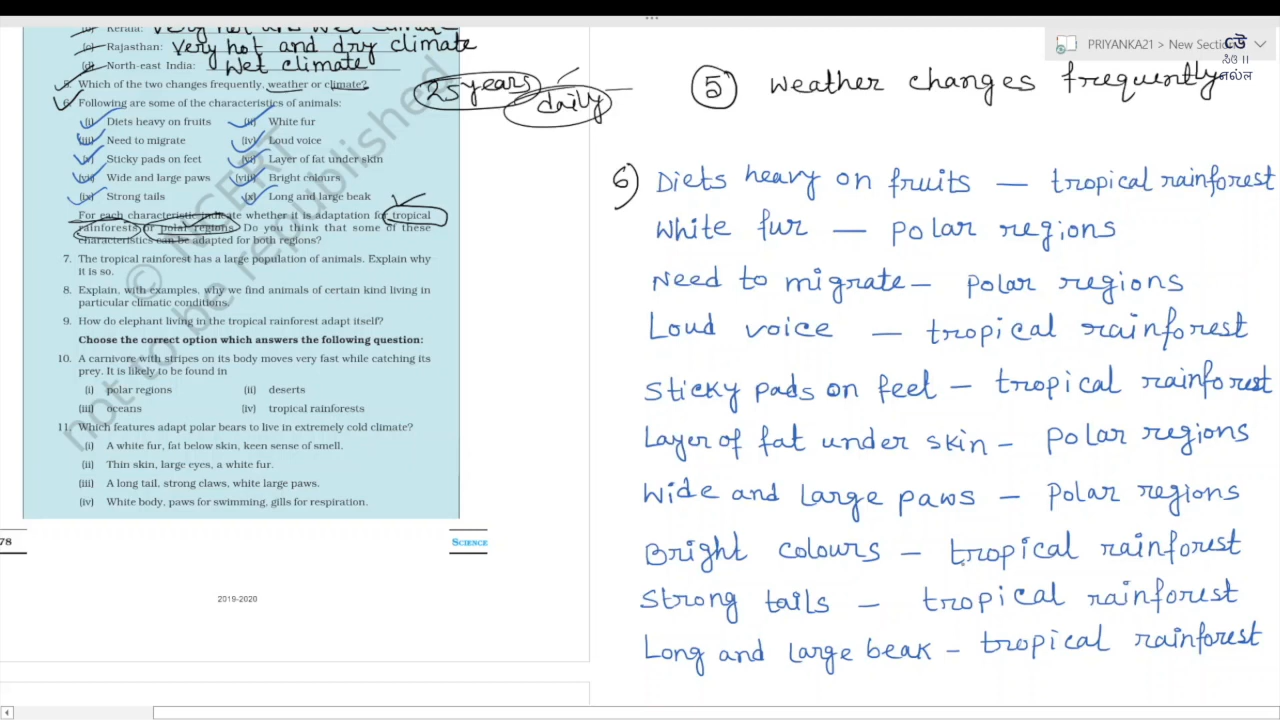 (b) Kerala: Very hot and wet climate
(c) Rajasthan: Very hot and dry climate
(d) North-east India: Wet climate
5. Which of the two changes frequently, weather or climate?
6. Following are some of the characteristics of animals:
(i) Diets heavy on fruits (ii) White fur
(iii) Need to migrate (iv) Loud voice
(v) Sticky pads on feet (vi) Layer of fat under skin
(vii) Wide and large paws (viii) Bright colours
(ix) Strong tails (x) Long and large beak
For each characteristic indicate whether it is adaptation for tropical
rainforests or polar regions. Do you think that some of these
characteristics can be adapted for both regions?
7. The tropical rainforest has a large population of animals. Explain why
it is so.
8. Explain, with examples, why we find animals of certain kind living in
particular climatic conditions.
9. How do elephant living in the tropical rainforest adapt itself?
Choose the correct option which answers the following question:
10. A carnivore with stripes on its body moves very fast while catching its
prey. It is likely to be found in
(i) polar regions (ii) deserts
(iii) oceans (iv) tropical rainforests
11. Which features adapt polar bears to live in extremely cold climate?
(i) A white fur, fat below skin, keen sense of smell.
(ii) Thin skin, large eyes, a white fur.
(iii) A long tail, strong claws, white large paws.
(iv) White body, paws for swimming, gills for respiration.
© NCERT
not to be republished
78 SCIENCE
2019-2020
25 years
daily
PRIYANKA21 > New Section
5 Weather changes frequently
6) Diets heavy on fruits – tropical rainforest
White fur – polar regions
Need to migrate – polar regions
Loud voice – tropical rainforest
Sticky pads on feet – tropical rainforest
Layer of fat under skin – polar regions
Wide and large paws – polar regions
Bright colours – tropical rainforest
Strong tails – tropical rainforest
Long and large beak – tropical rainforest